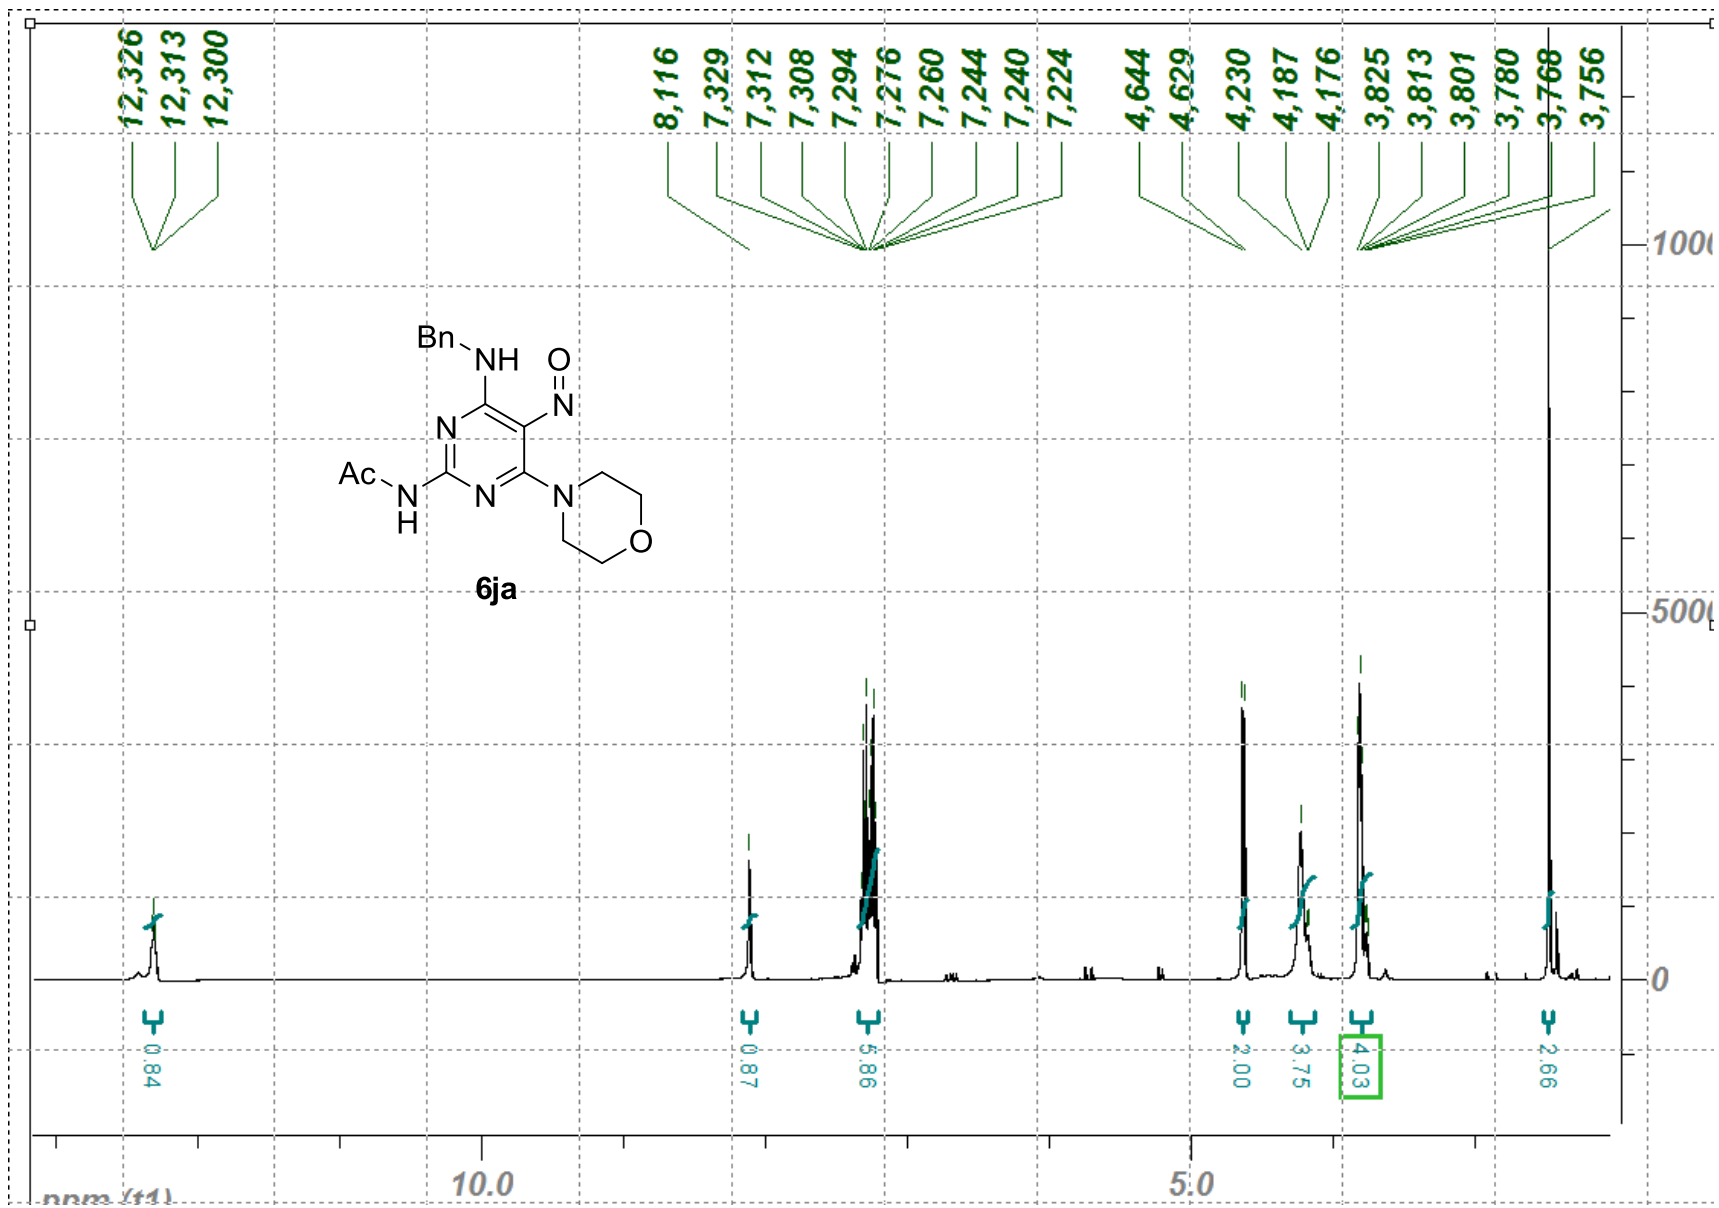 12,326 12,313 12,300 8,116 7,329 7,312 7,308 7,294 7,276 7,260 7,244 7,240 7,224 4,644 4,629 4,230 4,187 4,176 3,825 3,813 3,801 3,780 3,768 3,756
1000
Bn
NH
O
N
N
Ac
N
H
N
N
O
6ja
5000
0
0.84 0.87 5.86 2.00 3.75 4.03 2.66
10.0 5.0
ppm (t1)